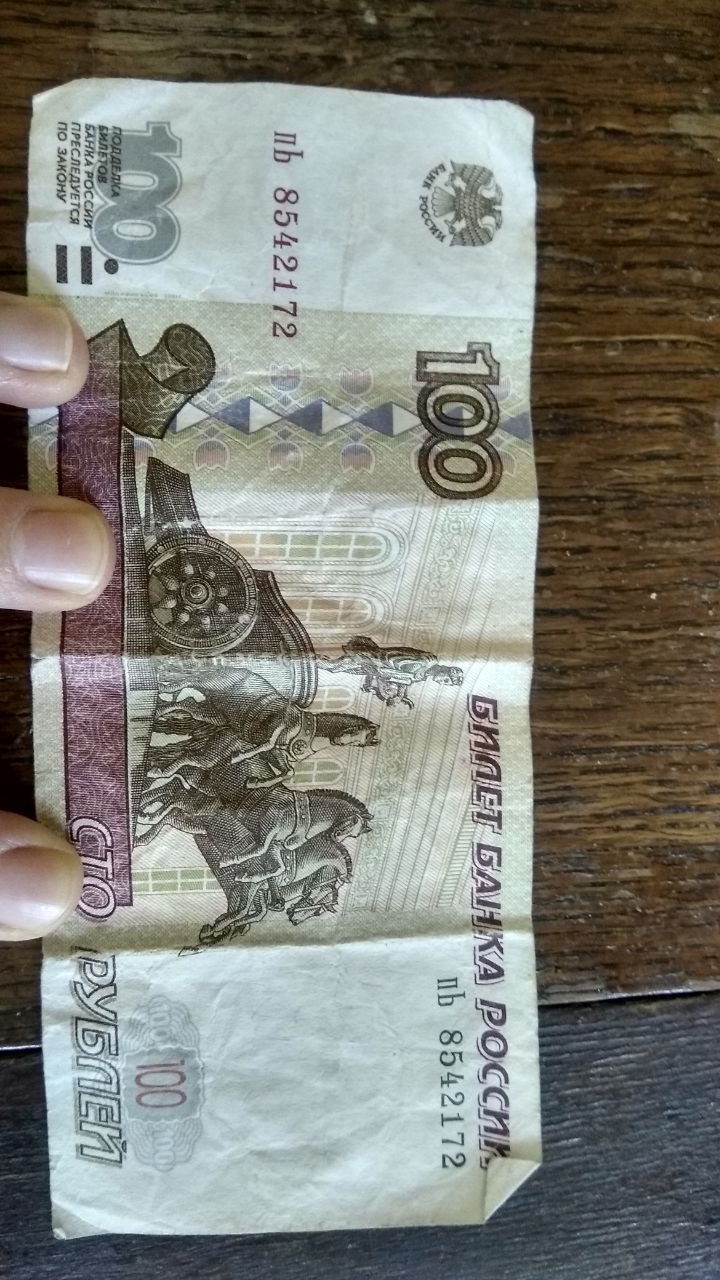 БАНК РОССИИ
100
БИЛЕТ БАНКА РОССИИ
пЬ 8542172
пЬ 8542172
100
ПОДДЕЛКА
БИЛЕТОВ
БАНКА РОССИИ
ПРЕСЛЕДУЕТСЯ
ПО ЗАКОНУ
100 100 100
СТО РУБЛЕЙ